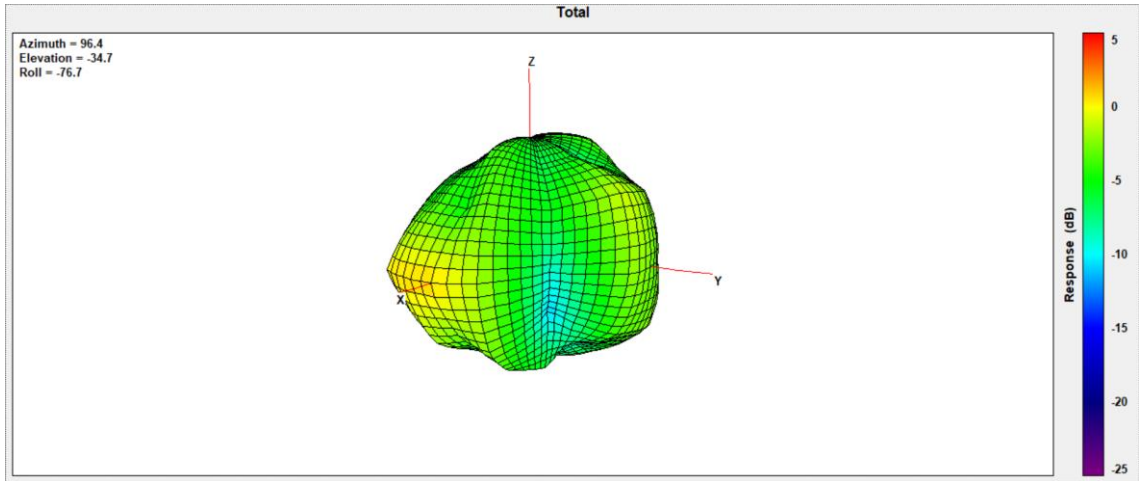 Total
Azimuth = 96.4
Elevation = -34.7
Roll = -76.7
Z
Y
X
5
0
-5
-10
-15
-20
-25
Response (dB)